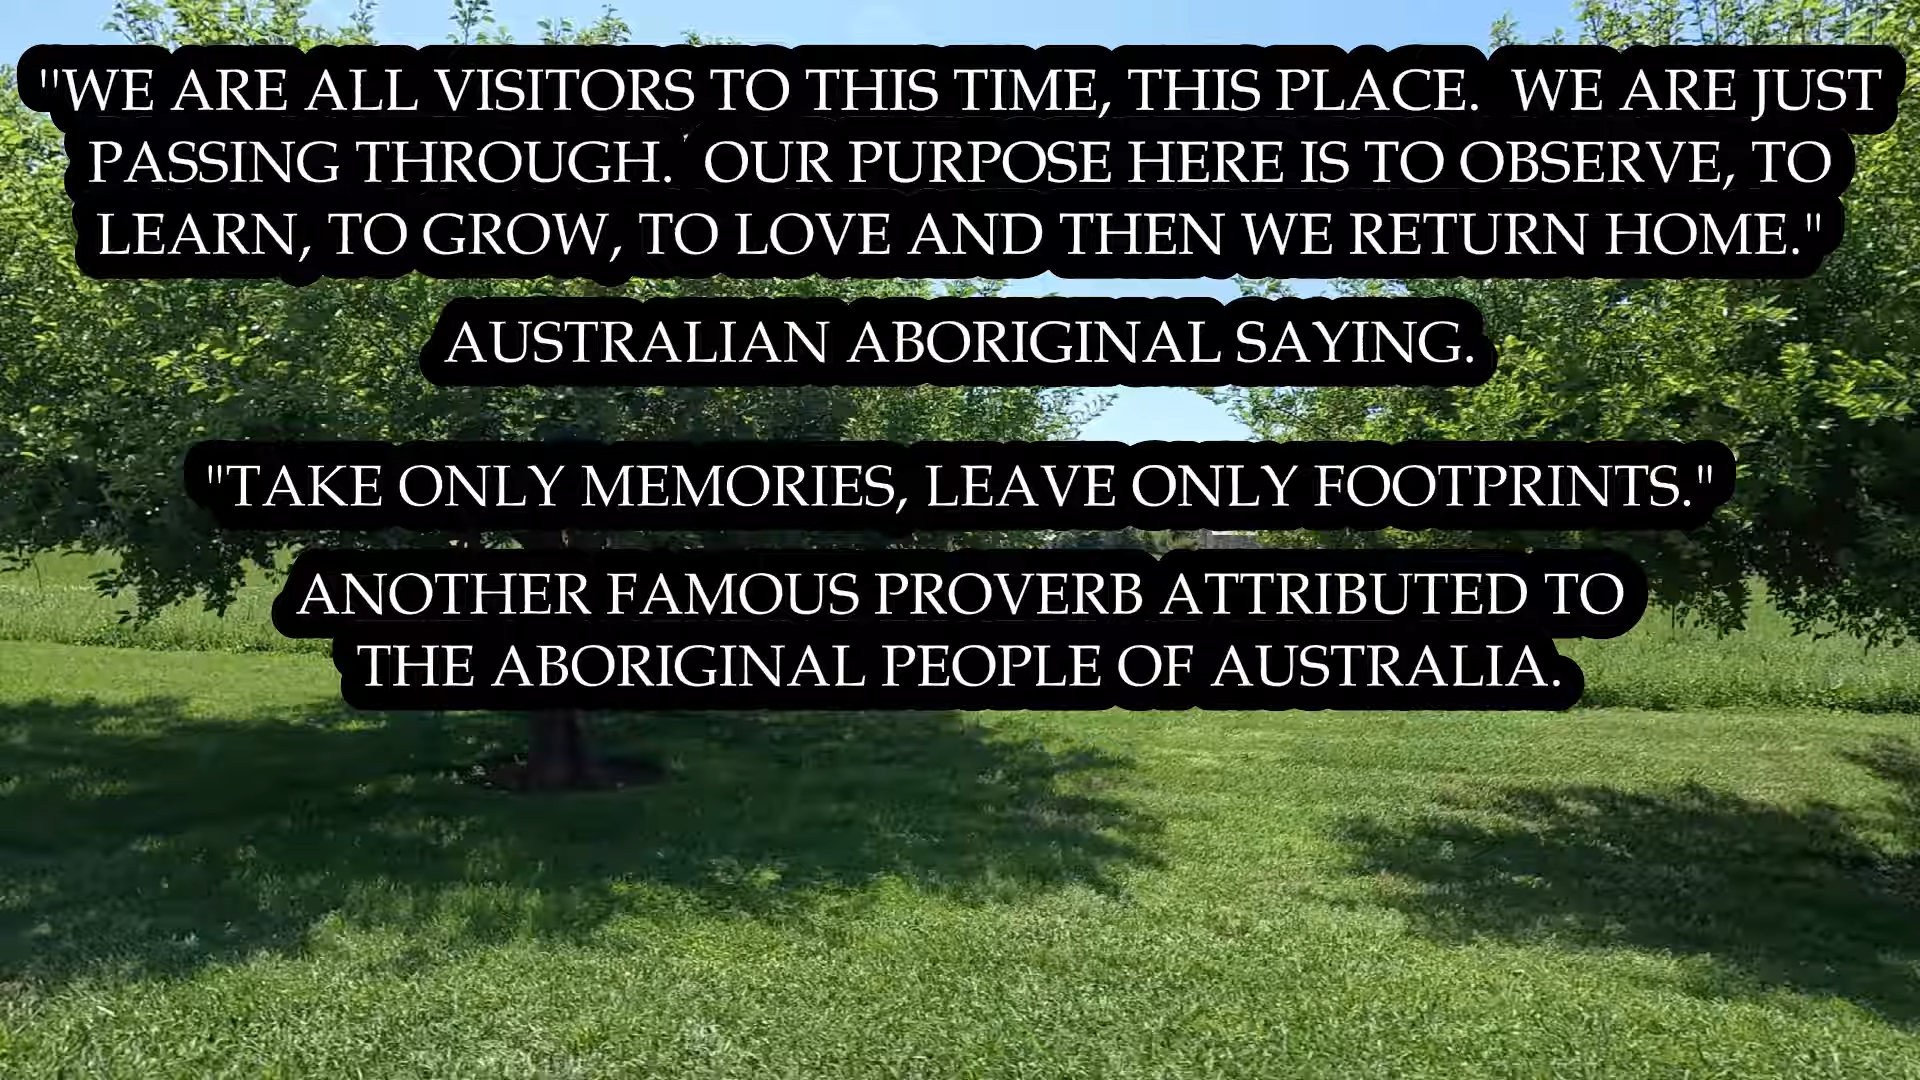 "WE ARE ALL VISITORS TO THIS TIME, THIS PLACE.  WE ARE JUST
PASSING THROUGH.  OUR PURPOSE HERE IS TO OBSERVE, TO
LEARN, TO GROW, TO LOVE AND THEN WE RETURN HOME."
AUSTRALIAN ABORIGINAL SAYING.
"TAKE ONLY MEMORIES, LEAVE ONLY FOOTPRINTS."
ANOTHER FAMOUS PROVERB ATTRIBUTED TO
THE ABORIGINAL PEOPLE OF AUSTRALIA.